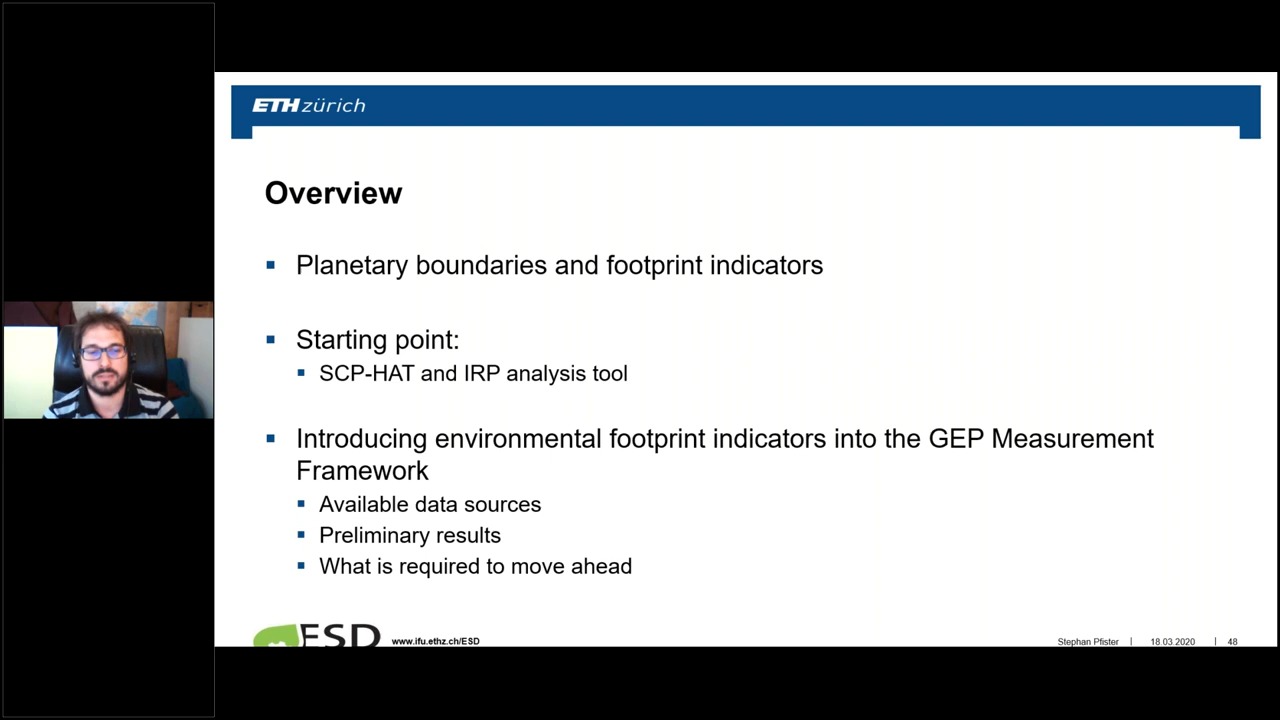 ETH zürich
Overview
Planetary boundaries and footprint indicators
Starting point:
SCP-HAT and IRP analysis tool
Introducing environmental footprint indicators into the GEP Measurement
Framework
Available data sources
Preliminary results
What is required to move ahead
ESD
www.ifu.ethz.ch/ESD
Stephan Pfister | 18.03.2020 | 48